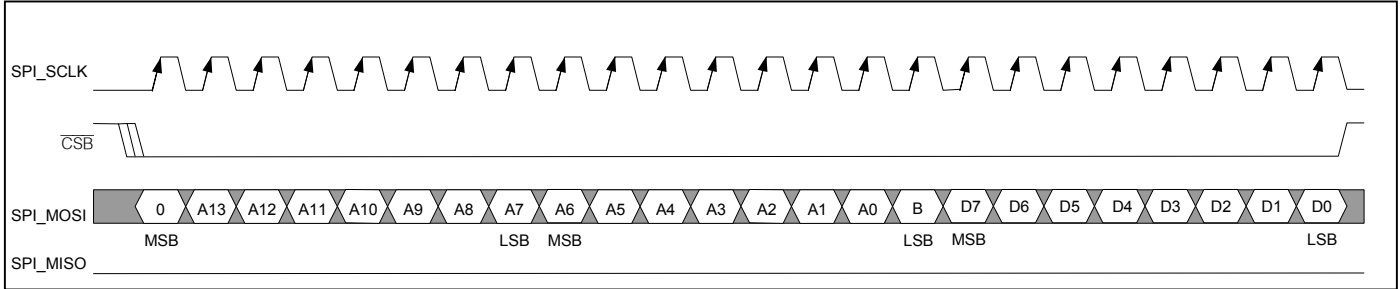 SPI_SCLK
CSB
SPI_MOSI 0 A13 A12 A11 A10 A9 A8 A7 A6 A5 A4 A3 A2 A1 A0 B D7 D6 D5 D4 D3 D2 D1 D0
MSB LSB MSB LSB MSB LSB
SPI_MISO